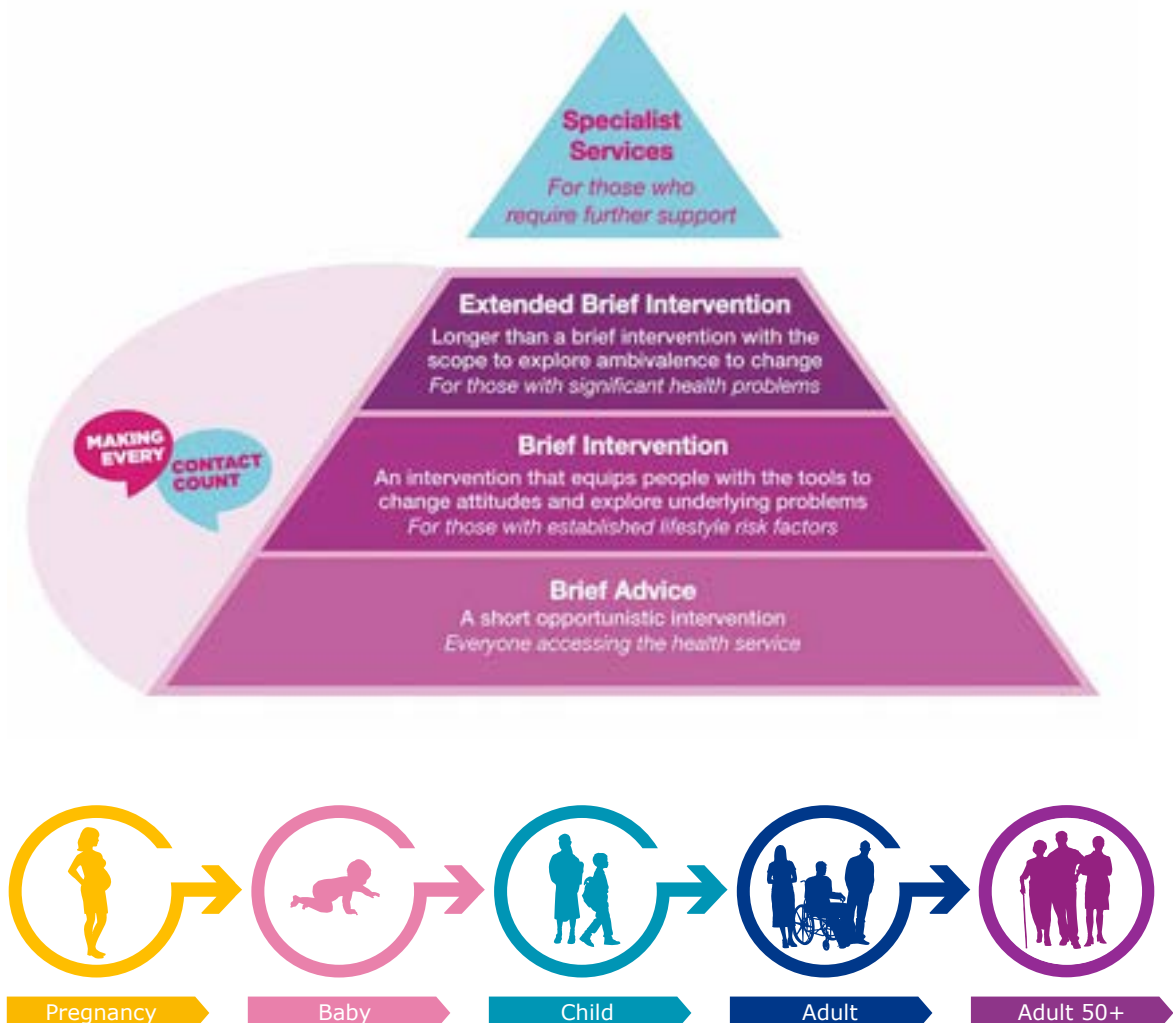 Specialist
Services
For those who
require further support
Extended Brief Intervention
Longer than a brief intervention with the
scope to explore ambivalence to change
For those with significant health problems
MAKING
EVERY
CONTACT
COUNT
Brief Intervention
An intervention that equips people with the tools to
change attitudes and explore underlying problems
For those with established lifestyle risk factors
Brief Advice
A short opportunistic intervention
Everyone accessing the health service
Pregnancy
Baby
Child
Adult
Adult 50+